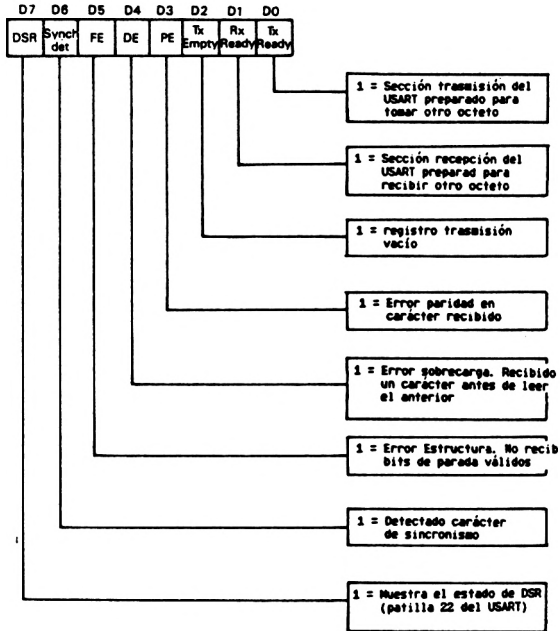 D7 D6 D5 D4 D3 D2 D1 D0
DSR Synch det FE DE PE Tx Empty Rx Ready Tx Ready
1 = Sección trasmisión del
USART preparado para
tomar otro octeto
1 = Sección recepción del
USART preparad para
recibir otro octeto
1 = registro trasmisión
vacío
1 = Error paridad en
carácter recibido
1 = Error sobrecarga. Recibido
un carácter antes de leer
el anterior
1 = Error Estructura. No recib
bits de parada válidos
1 = Detectado carácter
de sincronismo
1 = Muestra el estado de DSR
(patilla 22 del USART)